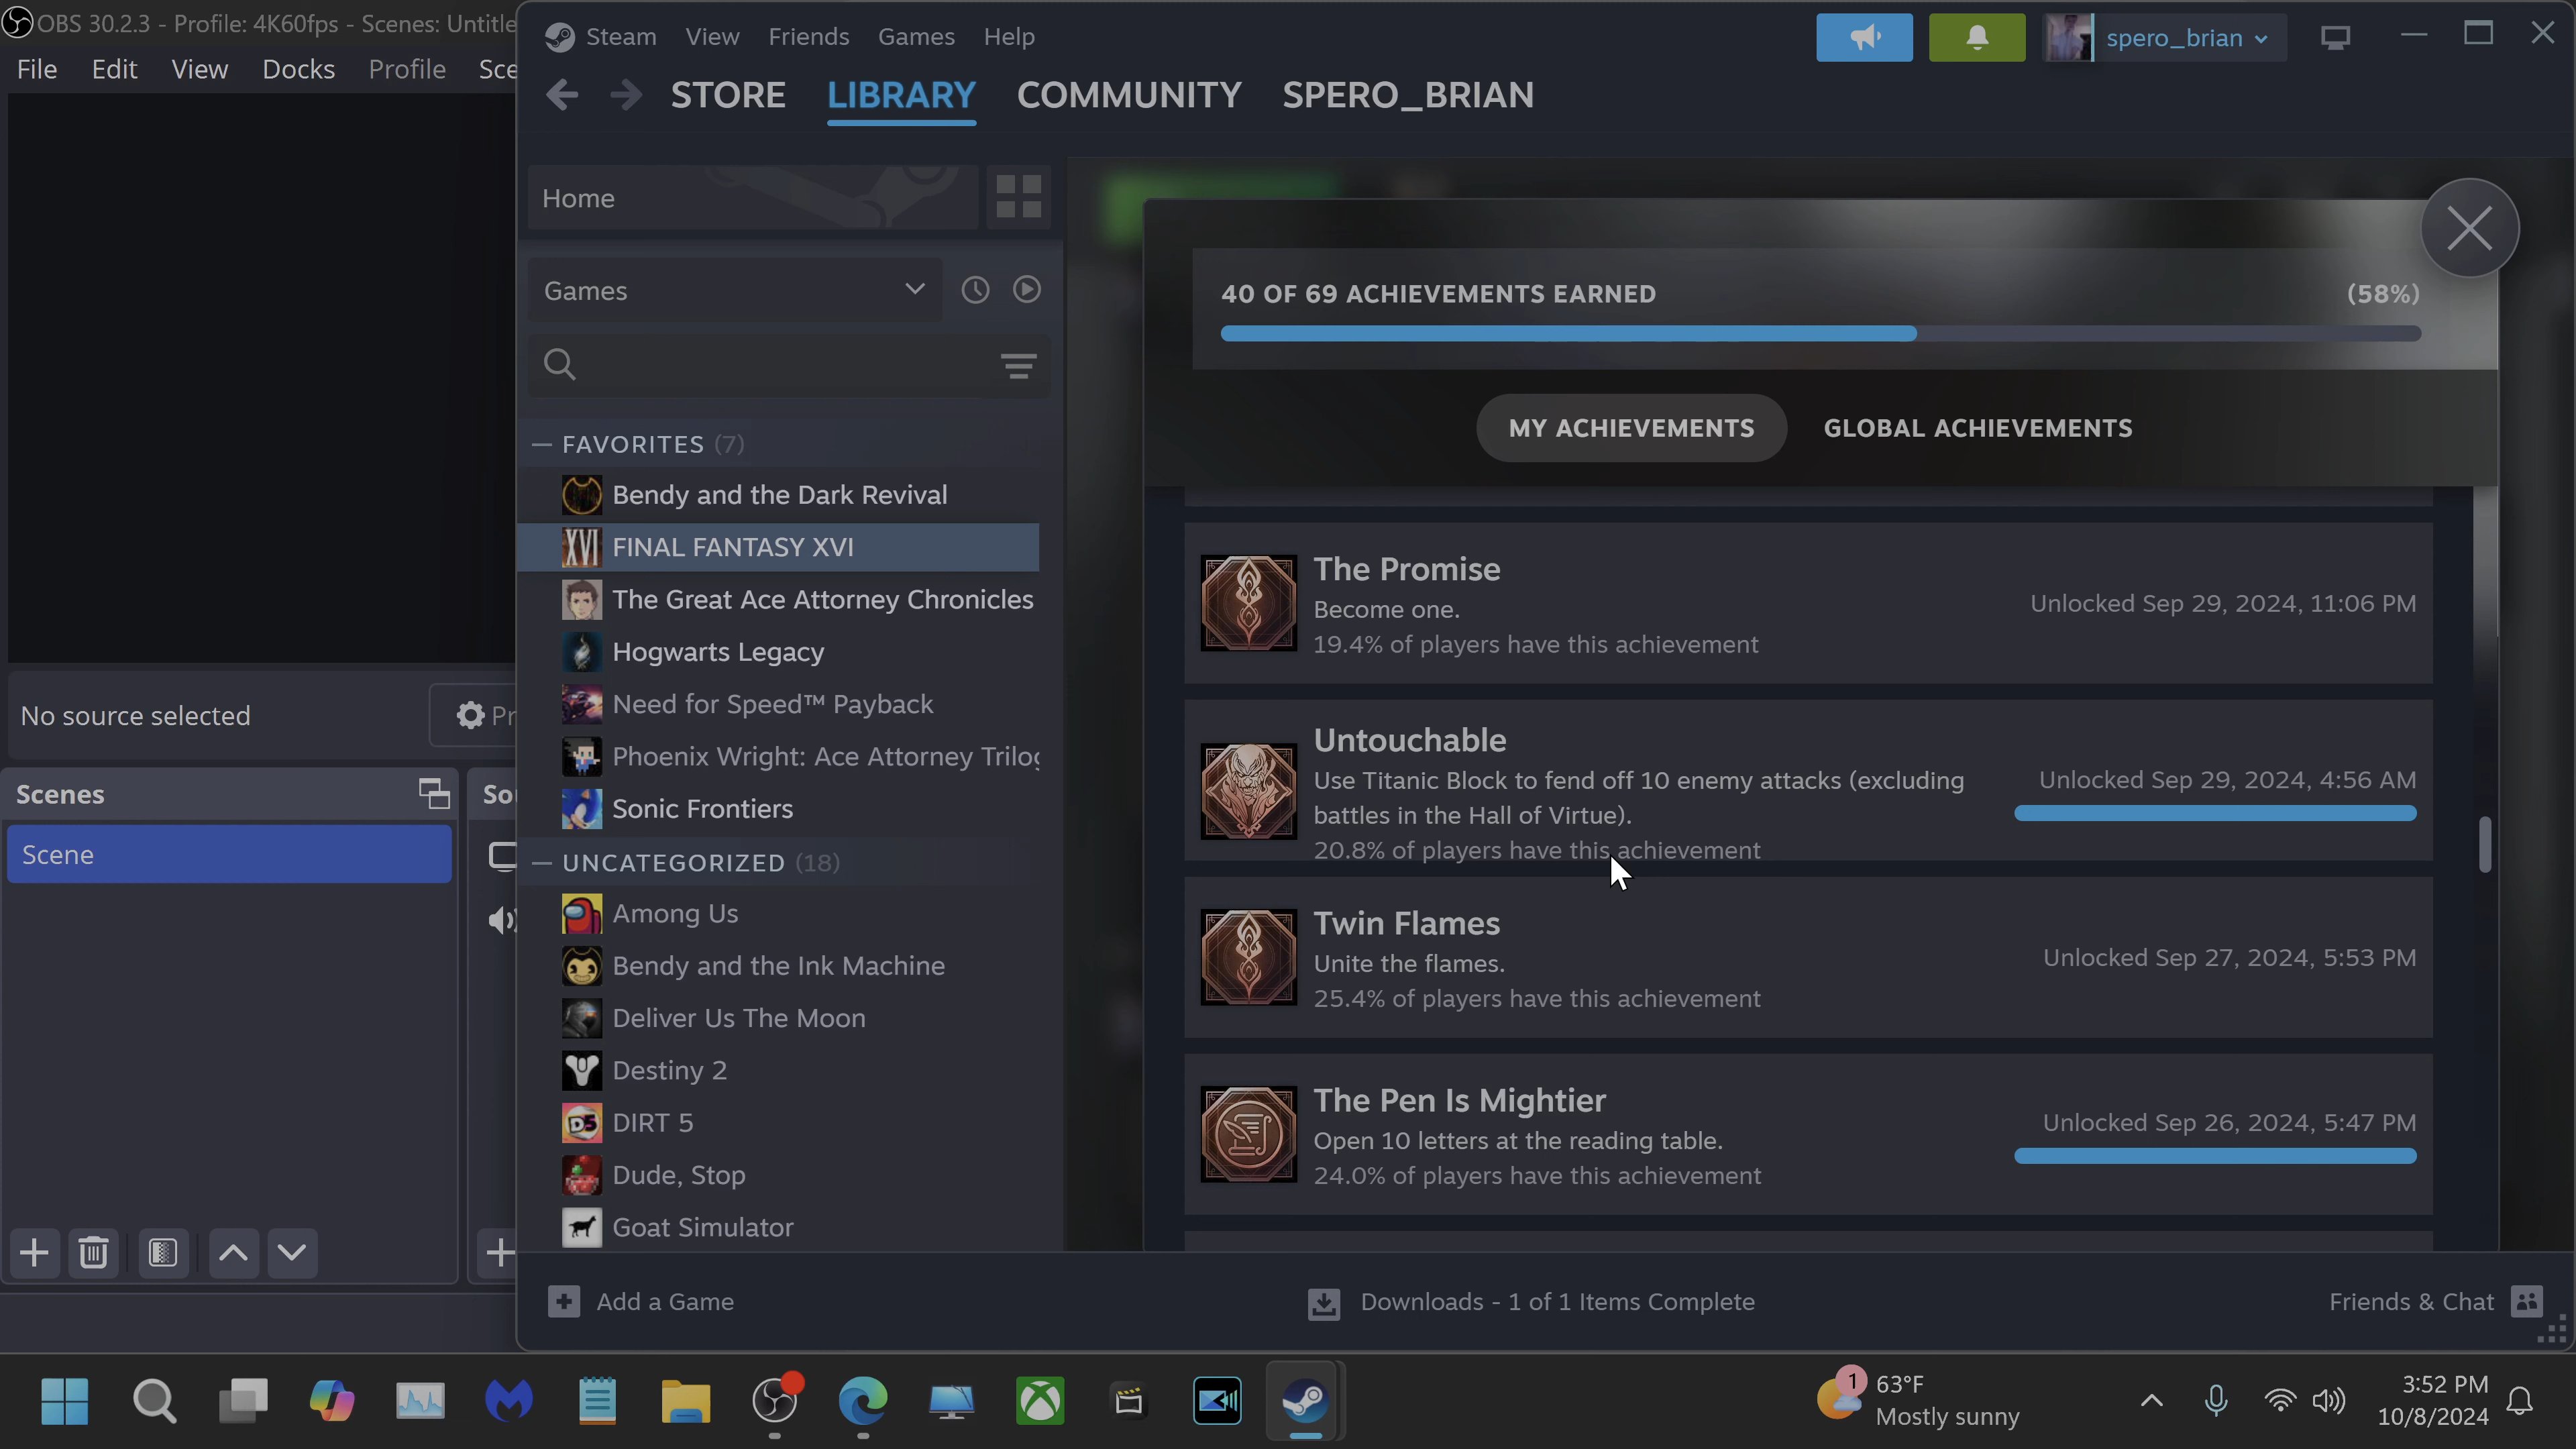 OBS 30.2.3 - Profile: 4K60fps - Scenes: Untitle
File Edit View Docks Profile Sce
Steam View Friends Games Help
spero_brian
STORE LIBRARY COMMUNITY SPERO_BRIAN
Home
Games
40 OF 69 ACHIEVEMENTS EARNED (58%)
MY ACHIEVEMENTS GLOBAL ACHIEVEMENTS
— FAVORITES (7)
Bendy and the Dark Revival
XVI FINAL FANTASY XVI
The Great Ace Attorney Chronicles
Hogwarts Legacy
Need for Speed™ Payback
Phoenix Wright: Ace Attorney Trilog
Sonic Frontiers
— UNCATEGORIZED (18)
Among Us
Bendy and the Ink Machine
Deliver Us The Moon
Destiny 2
D5 DIRT 5
Dude, Stop
Goat Simulator
The Promise
Become one.
19.4% of players have this achievement
Unlocked Sep 29, 2024, 11:06 PM
Untouchable
Use Titanic Block to fend off 10 enemy attacks (excluding
battles in the Hall of Virtue).
20.8% of players have this achievement
Unlocked Sep 29, 2024, 4:56 AM
Twin Flames
Unite the flames.
25.4% of players have this achievement
Unlocked Sep 27, 2024, 5:53 PM
The Pen Is Mightier
Open 10 letters at the reading table.
24.0% of players have this achievement
Unlocked Sep 26, 2024, 5:47 PM
No source selected
Pr
Scenes
Sou
Scene
Add a Game
Downloads - 1 of 1 Items Complete
Friends & Chat
1
63°F
Mostly sunny
3:52 PM
10/8/2024